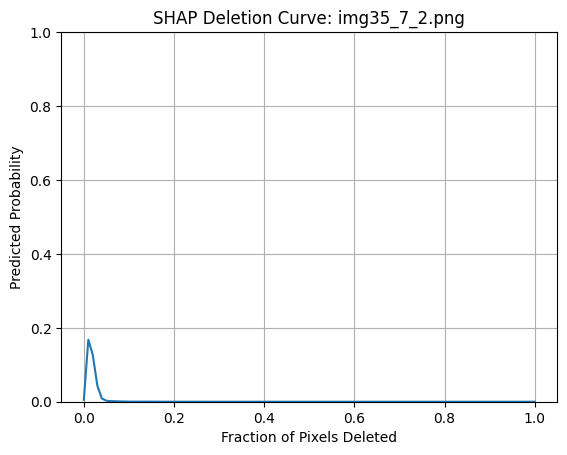 SHAP Deletion Curve: img35_7_2.png
Predicted Probability
1.0
0.8
0.6
0.4
0.2
0.0
0.0 0.2 0.4 0.6 0.8 1.0
Fraction of Pixels Deleted